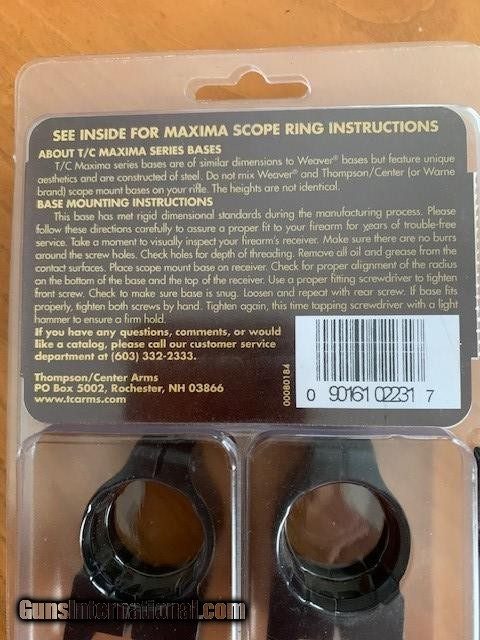 SEE INSIDE FOR MAXIMA SCOPE RING INSTRUCTIONS
ABOUT T/C MAXIMA SERIES BASES
T/C Maxima series bases are of similar dimensions to Weaver® bases but feature unique
aesthetics and are constructed of steel. Do not mix Weaver® and Thompson/Center (or Warne
brand) scope mount bases on your rifle. The heights are not identical.
BASE MOUNTING INSTRUCTIONS
This base has met rigid dimensional standards during the manufacturing process. Please
follow these directions carefully to assure a proper fit to your firearm for years of trouble-free
service. Take a moment to visually inspect your firearm's receiver. Make sure there are no burrs
around the screw holes. Check holes for depth of threading. Remove all oil and grease from the
contact surfaces. Place scope mount base on receiver. Check for proper alignment of the radius
on the bottom of the base and the top of the receiver. Use a proper fitting screwdriver to tighten
front screw. Check to make sure base is snug. Loosen and repeat with rear screw. If base fits
properly, tighten both screws by hand. Tighten again, this time tapping screwdriver with a light
hammer to ensure a firm hold.
If you have any questions, comments, or would
like a catalog, please call our customer service
department at (603) 332-2333.
Thompson/Center Arms
PO Box 5002, Rochester, NH 03866
www.tcarms.com
00080184
0 90161 02231 7
GunsInternational.com